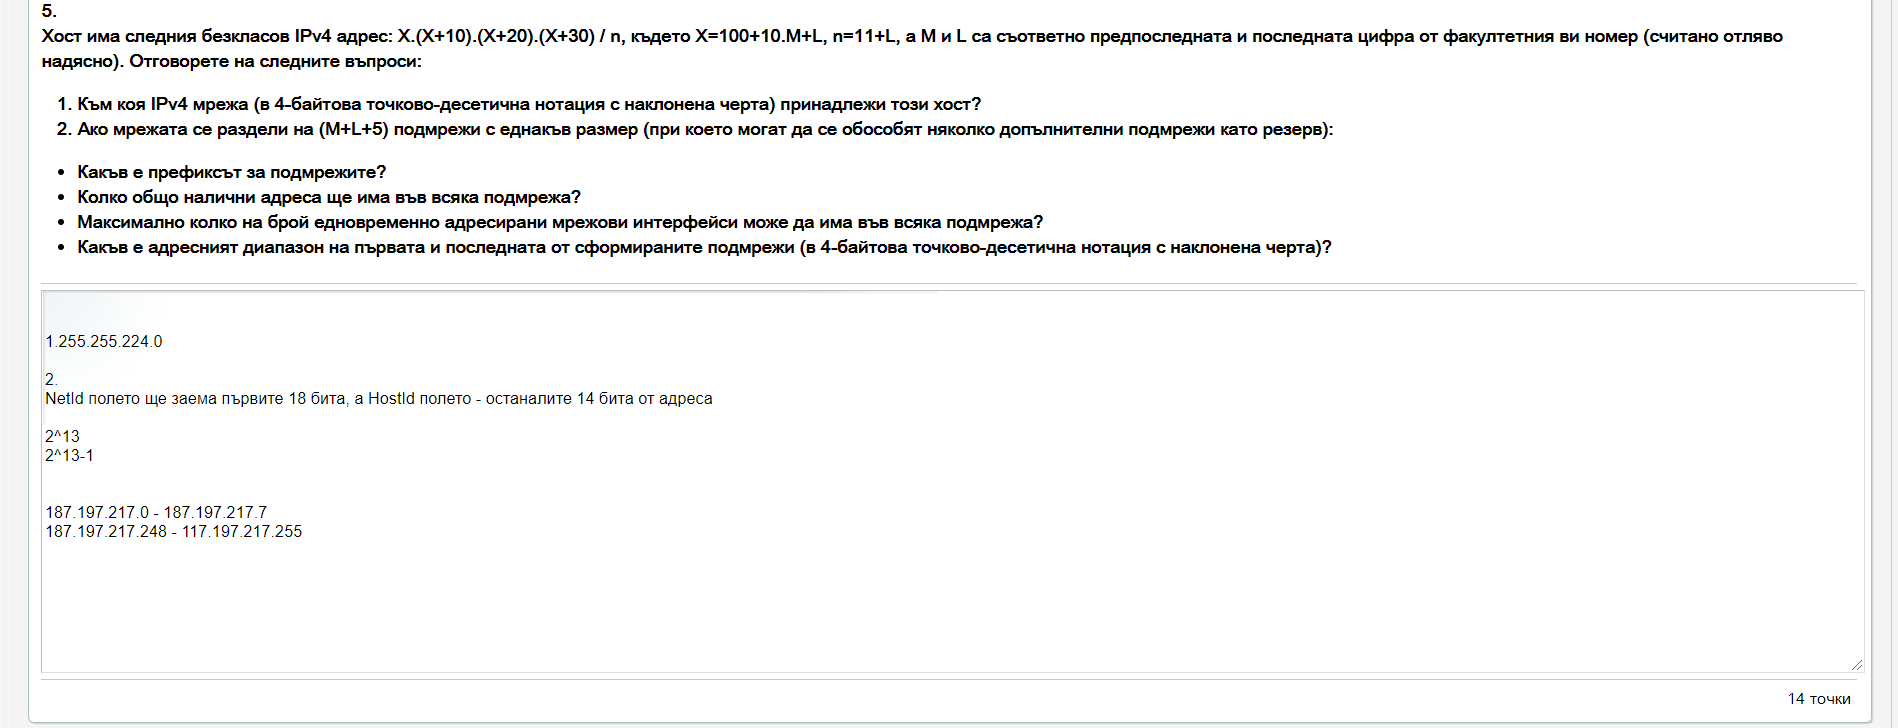 5.
Хост има следния безкласов IPv4 адрес: X.(X+10).(X+20).(X+30) / n, където X=100+10.M+L, n=11+L, а M и L са съответно предпоследната и последната цифра от факултетния ви номер (считано отляво
надясно). Отговорете на следните въпроси:
1. Към коя IPv4 мрежа (в 4-байтова точково-десетична нотация с наклонена черта) принадлежи този хост?
2. Ако мрежата се раздели на (M+L+5) подмрежи с еднакъв размер (при което могат да се обособят няколко допълнителни подмрежи като резерв):
• Какъв е префиксът за подмрежите?
• Колко общо налични адреса ще има във всяка подмрежа?
• Максимално колко на брой едновременно адресирани мрежови интерфейси може да има във всяка подмрежа?
• Какъв е адресният диапазон на първата и последната от сформираните подмрежи (в 4-байтова точково-десетична нотация с наклонена черта)?
1.255.255.224.0
2.
NetId полето ще заема първите 18 бита, а HostId полето - останалите 14 бита от адреса
2^13
2^13-1
187.197.217.0 - 187.197.217.7
187.197.217.248 - 117.197.217.255
14 точки